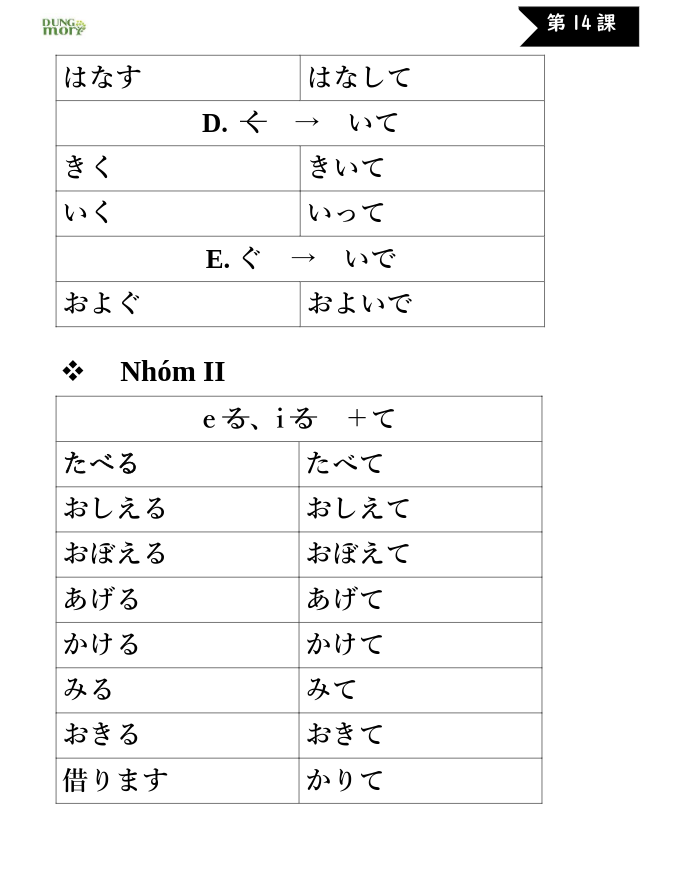 DUNG mori
第 14 課
はなす はなして
D. く → いて
きく きいて
いく いって
E. ぐ → いで
およぐ およいで
❖ Nhóm II
e る、i る ＋て
たべる たべて
おしえる おしえて
おぼえる おぼえて
あげる あげて
かける かけて
みる みて
おきる おきて
借ります かりて